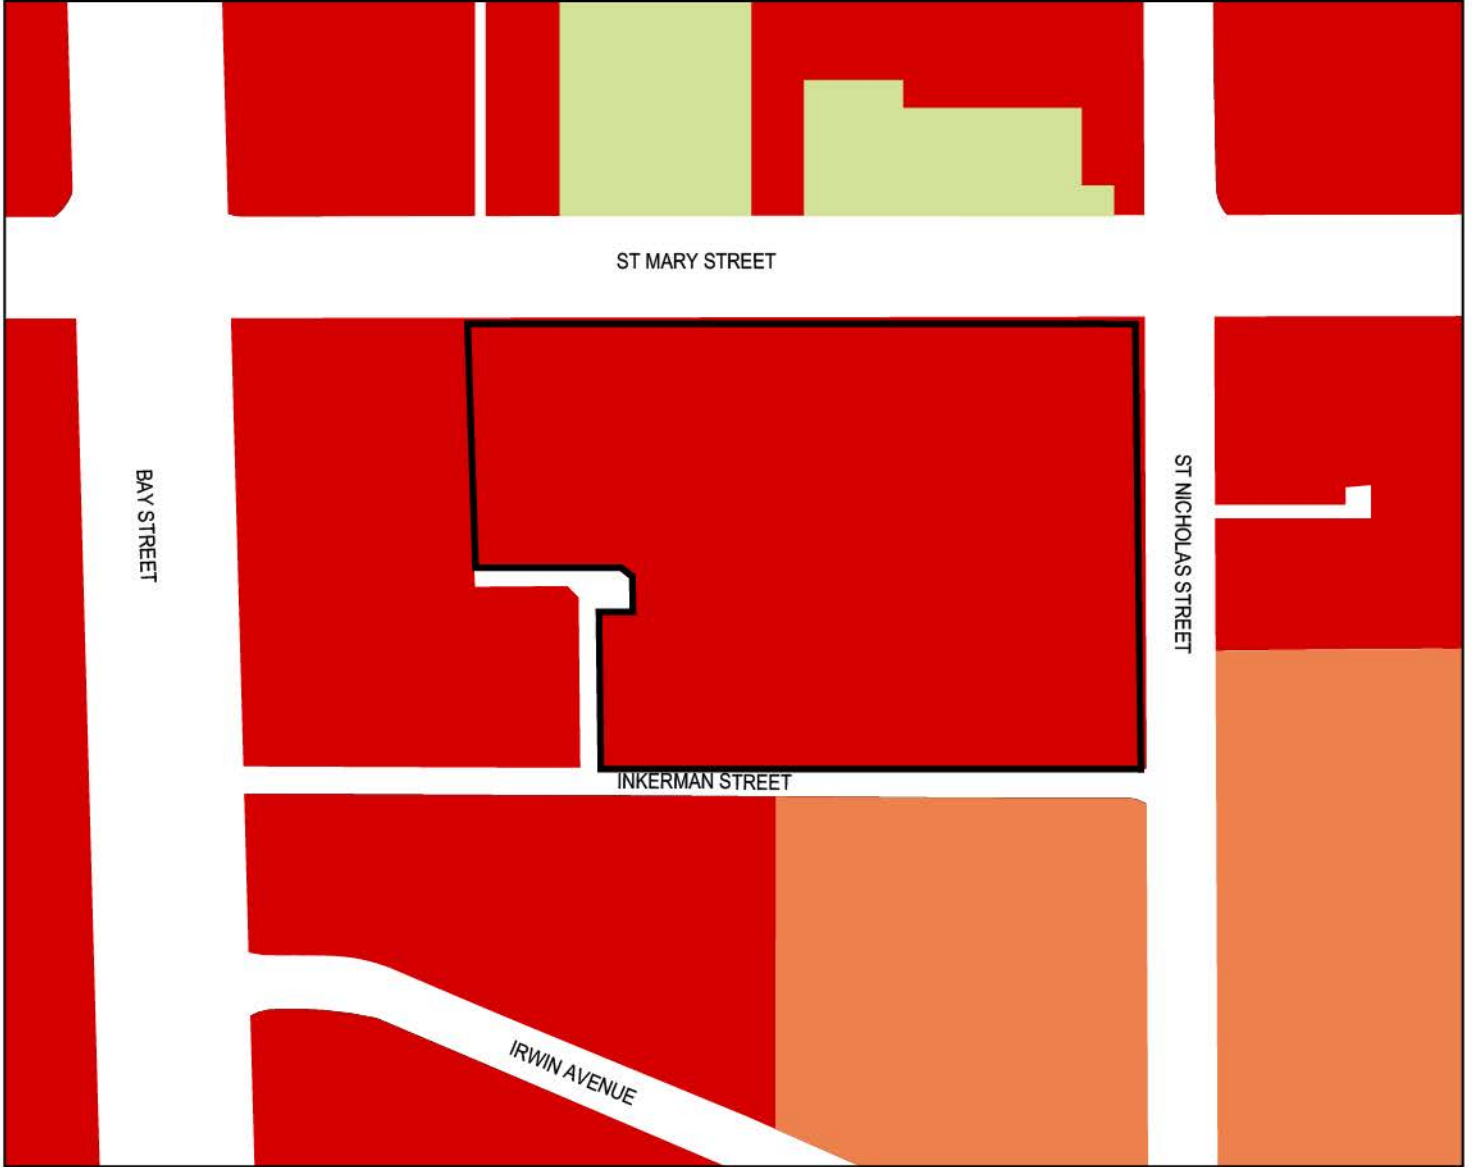 ST MARY STREET
BAY STREET
ST NICHOLAS STREET
INKERMAN STREET
IRWIN AVENUE